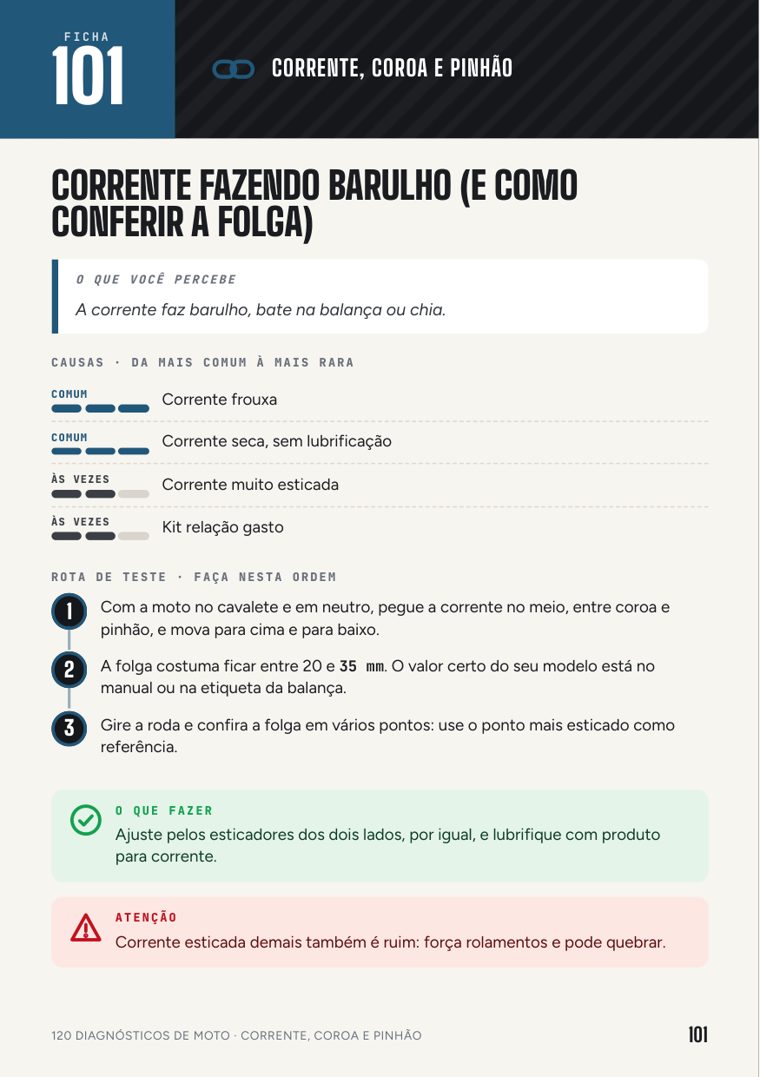 FICHA
101
CORRENTE, COROA E PINHÃO
CORRENTE FAZENDO BARULHO (E COMO
CONFERIR A FOLGA)
O QUE VOCÊ PERCEBE
A corrente faz barulho, bate na balança ou chia.
CAUSAS · DA MAIS COMUM À MAIS RARA
COMUM
Corrente frouxa
COMUM
Corrente seca, sem lubrificação
ÀS VEZES
Corrente muito esticada
ÀS VEZES
Kit relação gasto
ROTA DE TESTE · FAÇA NESTA ORDEM
1 Com a moto no cavalete e em neutro, pegue a corrente no meio, entre coroa e
pinhão, e mova para cima e para baixo.
2 A folga costuma ficar entre 20 e 35 mm. O valor certo do seu modelo está no
manual ou na etiqueta da balança.
3 Gire a roda e confira a folga em vários pontos: use o ponto mais esticado como
referência.
O QUE FAZER
Ajuste pelos esticadores dos dois lados, por igual, e lubrifique com produto
para corrente.
ATENÇÃO
Corrente esticada demais também é ruim: força rolamentos e pode quebrar.
120 DIAGNÓSTICOS DE MOTO · CORRENTE, COROA E PINHÃO
101